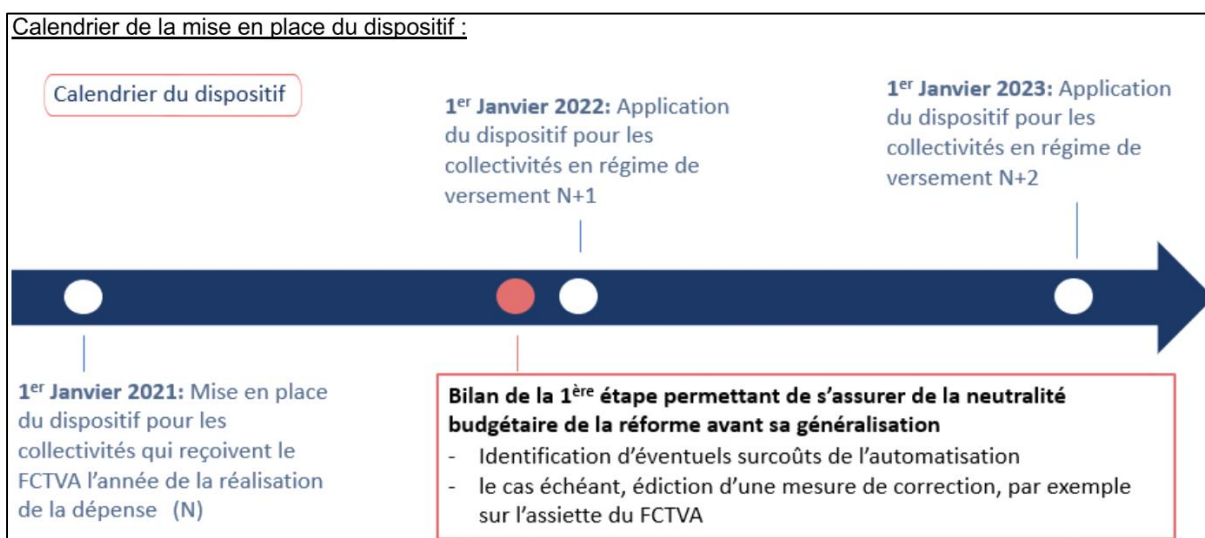 Calendrier de la mise en place du dispositif :
Calendrier du dispositif
1er Janvier 2022: Application
du dispositif pour les
collectivités en régime de
versement N+1
1er Janvier 2023: Application
du dispositif pour les
collectivités en régime de
versement N+2
1er Janvier 2021: Mise en place
du dispositif pour les
collectivités qui reçoivent le
FCTVA l’année de la réalisation
de la dépense (N)
Bilan de la 1ère étape permettant de s’assurer de la neutralité
budgétaire de la réforme avant sa généralisation
- Identification d’éventuels surcoûts de l’automatisation
- le cas échéant, édiction d’une mesure de correction, par exemple
sur l’assiette du FCTVA